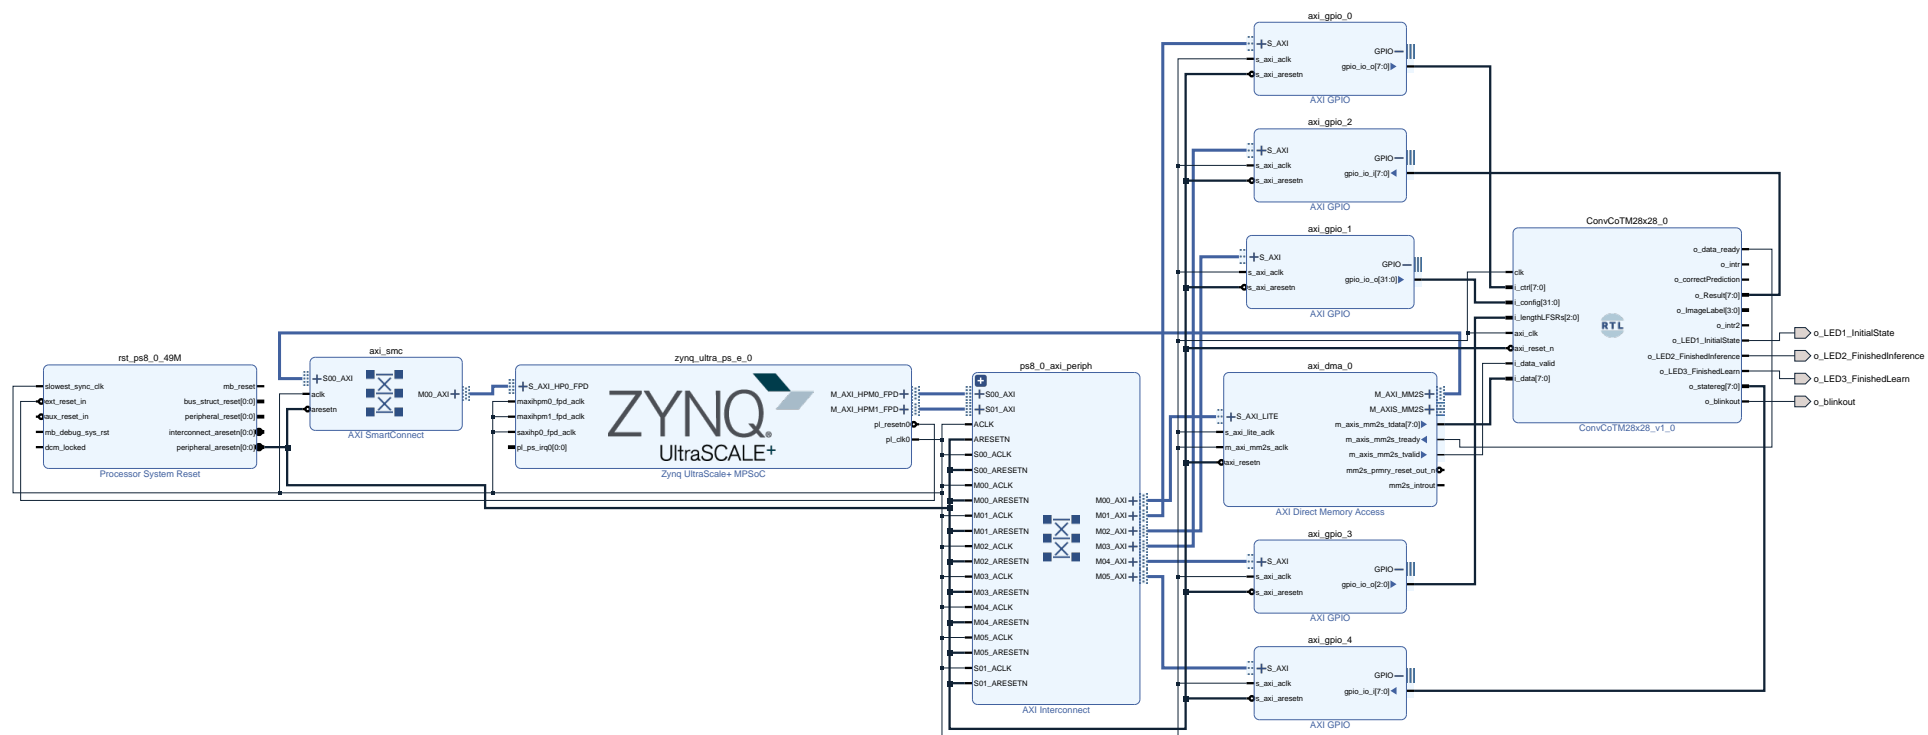 axi_gpio_0
S_AXI
s_axi_aclk
s_axi_aresetn
GPIO
gpio_io_o[7:0]
AXI GPIO
axi_gpio_2
S_AXI
s_axi_aclk
s_axi_aresetn
GPIO
gpio_io_i[7:0]
AXI GPIO
axi_gpio_1
S_AXI
s_axi_aclk
s_axi_aresetn
GPIO
gpio_io_o[31:0]
AXI GPIO
ConvCoTM28x28_0
clk
i_ctrl[7:0]
i_config[31:0]
i_lengthLFSRs[2:0]
axi_clk
axi_reset_n
i_data_valid
i_data[7:0]
RTL
o_data_ready
o_intr
o_correctPrediction
o_Result[7:0]
o_ImageLabel[3:0]
o_intr2
o_LED1_InitialState
o_LED2_FinishedInference
o_LED3_FinishedLearn
o_statereg[7:0]
o_blinkout
ConvCoTM28x28_v1_0
o_LED1_InitialState
o_LED2_FinishedInference
o_LED3_FinishedLearn
o_blinkout
rst_ps8_0_49M
slowest_sync_clk
ext_reset_in
aux_reset_in
mb_debug_sys_rst
dcm_locked
mb_reset
bus_struct_reset[0:0]
peripheral_reset[0:0]
interconnect_aresetn[0:0]
peripheral_aresetn[0:0]
Processor System Reset
axi_smc
S00_AXI
aclk
aresetn
M00_AXI
AXI SmartConnect
zynq_ultra_ps_e_0
S_AXI_HP0_FPD
maxihpm0_fpd_aclk
maxihpm1_fpd_aclk
saxihp0_fpd_aclk
pl_ps_irq0[0:0]
ZYNQ
UltraSCALE+
M_AXI_HPM0_FPD
M_AXI_HPM1_FPD
pl_resetn0
pl_clk0
Zynq UltraScale+ MPSoC
ps8_0_axi_periph
S00_AXI
S01_AXI
ACLK
ARESETN
S00_ACLK
S00_ARESETN
M00_ACLK
M00_ARESETN
M01_ACLK
M01_ARESETN
M02_ACLK
M02_ARESETN
M03_ACLK
M03_ARESETN
M04_ACLK
M04_ARESETN
M05_ACLK
M05_ARESETN
S01_ACLK
S01_ARESETN
M00_AXI
M01_AXI
M02_AXI
M03_AXI
M04_AXI
M05_AXI
AXI Interconnect
axi_dma_0
S_AXI_LITE
s_axi_lite_aclk
m_axi_mm2s_aclk
axi_resetn
M_AXI_MM2S
M_AXIS_MM2S
m_axis_mm2s_tdata[7:0]
m_axis_mm2s_tready
m_axis_mm2s_tvalid
mm2s_prmry_reset_out_n
mm2s_introut
AXI Direct Memory Access
axi_gpio_3
S_AXI
s_axi_aclk
s_axi_aresetn
GPIO
gpio_io_o[2:0]
AXI GPIO
axi_gpio_4
S_AXI
s_axi_aclk
s_axi_aresetn
GPIO
gpio_io_i[7:0]
AXI GPIO